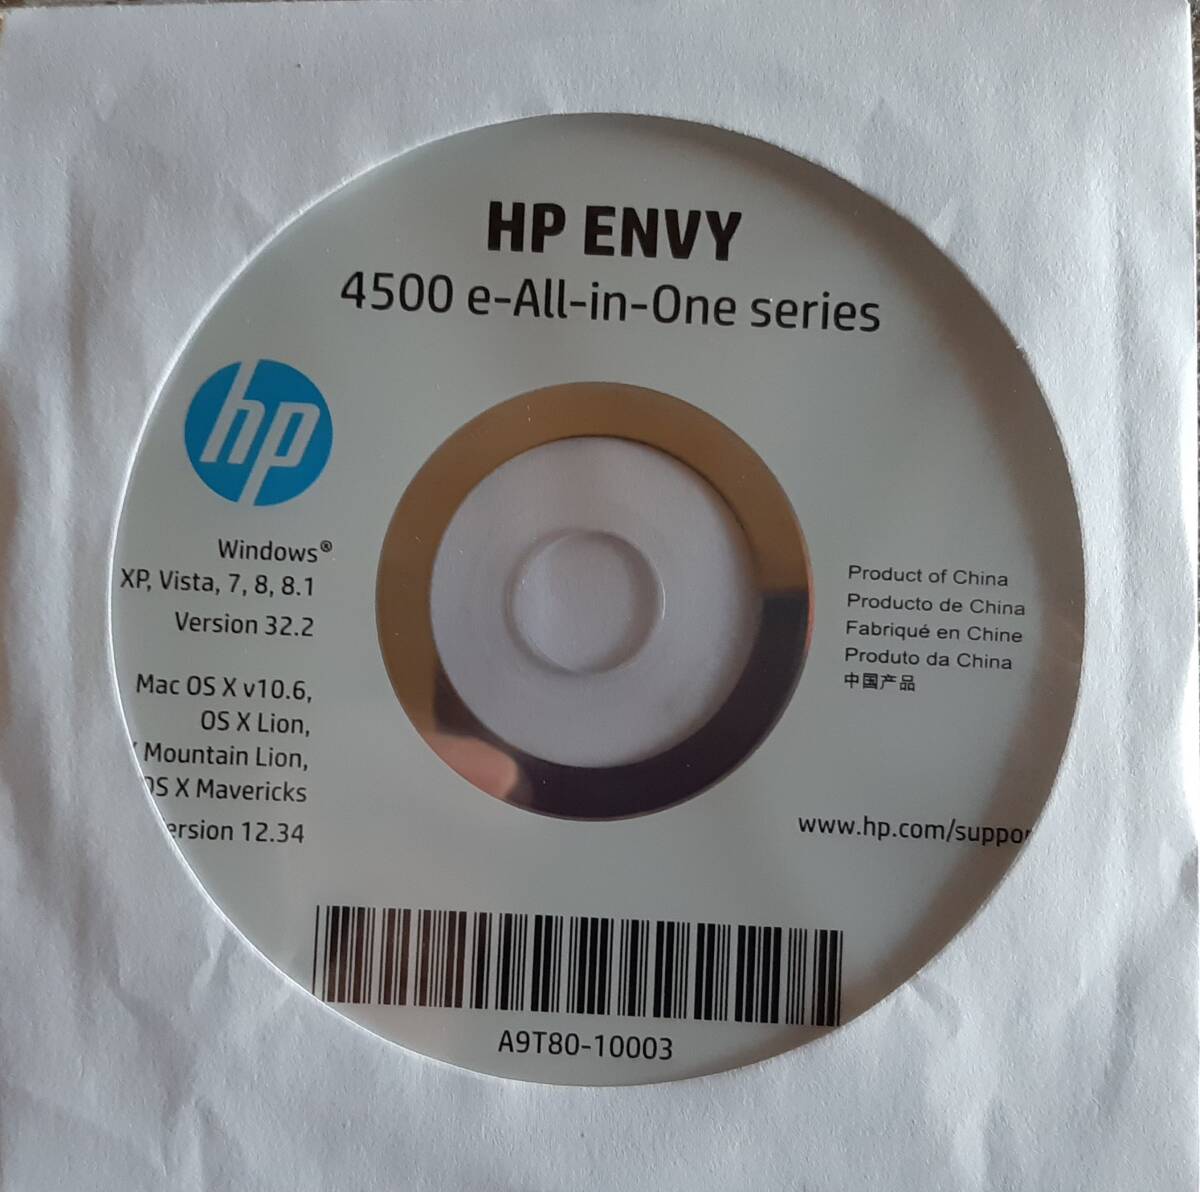 HP ENVY
4500 e-All-in-One series
hp
Windows®
XP, Vista, 7, 8, 8.1
Version 32.2
Mac OS X v10.6,
OS X Lion,
Mountain Lion,
OS X Mavericks
ersion 12.34
Product of China
Producto de China
Fabriqué en Chine
Produto da China
中国产品
www.hp.com/suppor
A9T80-10003